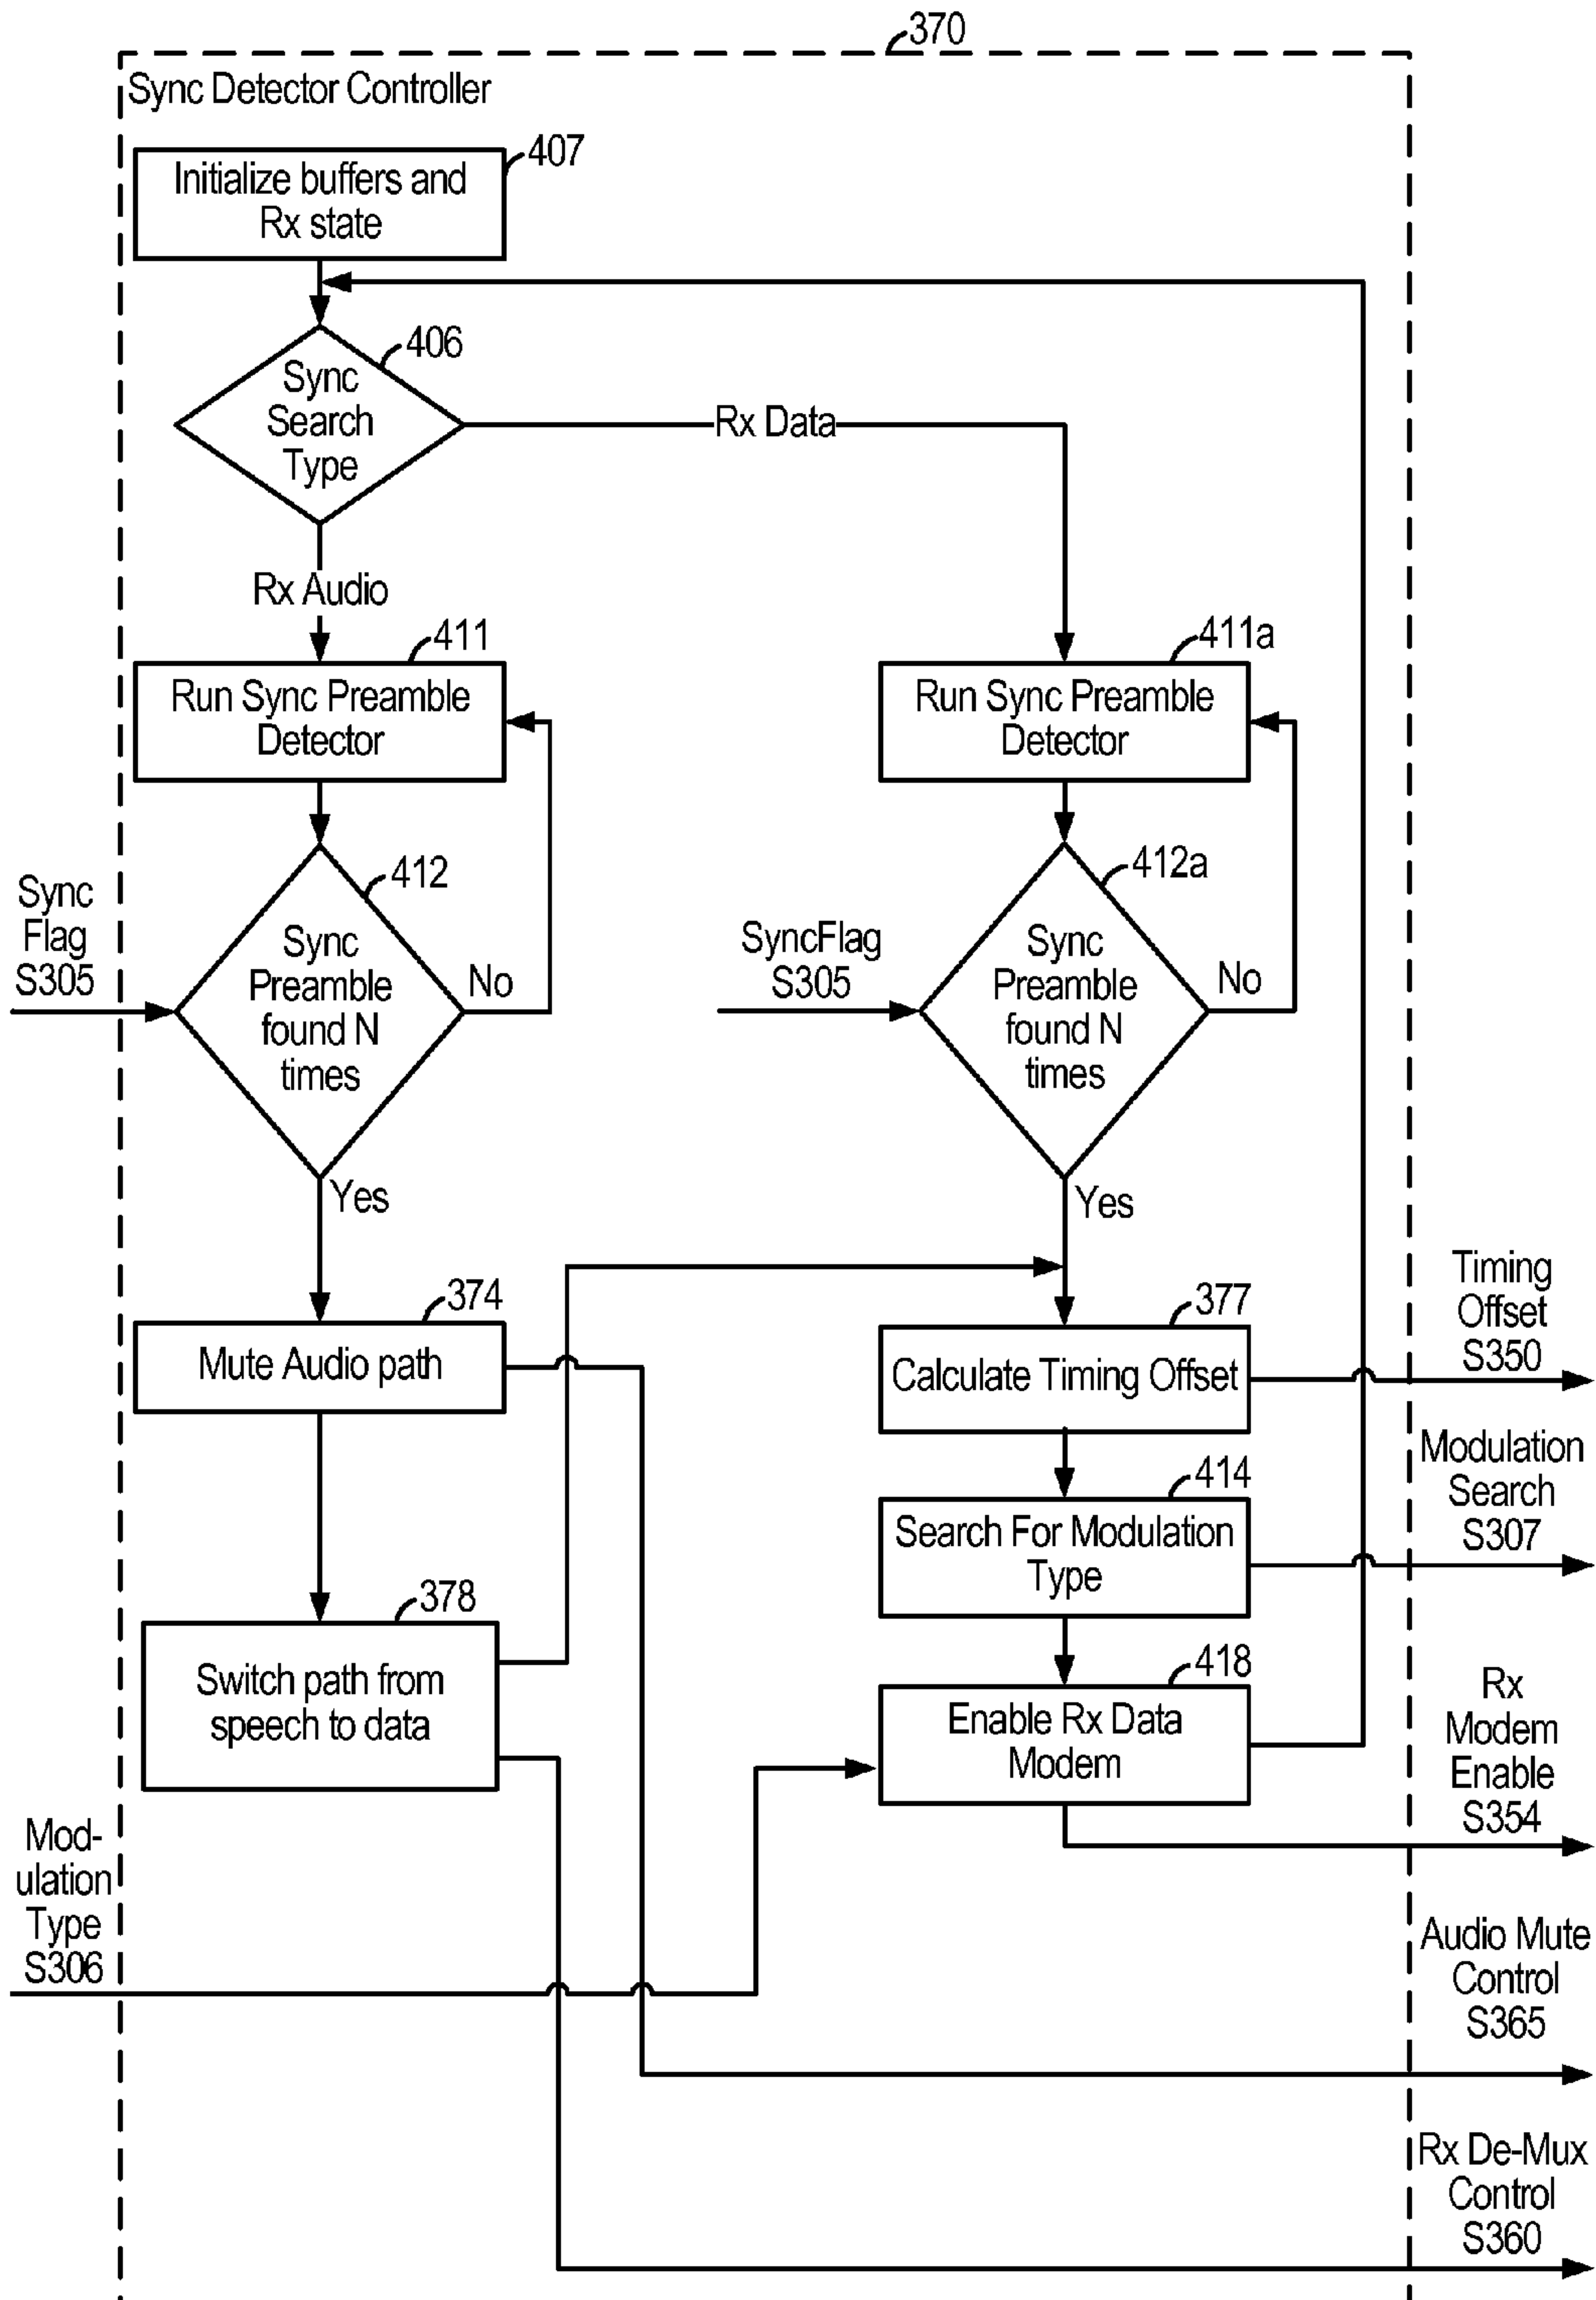 370
Sync Detector Controller
407
Initialize buffers and
Rx state
406
Sync
Search
Type
Rx Data
Rx Audio
411
Run Sync Preamble
Detector
411a
Run Sync Preamble
Detector
412
Sync
Flag
S305
Sync
Preamble
found N
times
No
Yes
412a
SyncFlag
S305
Sync
Preamble
found N
times
No
Yes
374
Mute Audio path
377
Calculate Timing Offset
Timing
Offset
S350
414
Search For Modulation
Type
Modulation
Search
S307
378
Switch path from
speech to data
418
Enable Rx Data
Modem
Rx
Modem
Enable
S354
Mod-
ulation
Type
S306
Audio Mute
Control
S365
Rx De-Mux
Control
S360